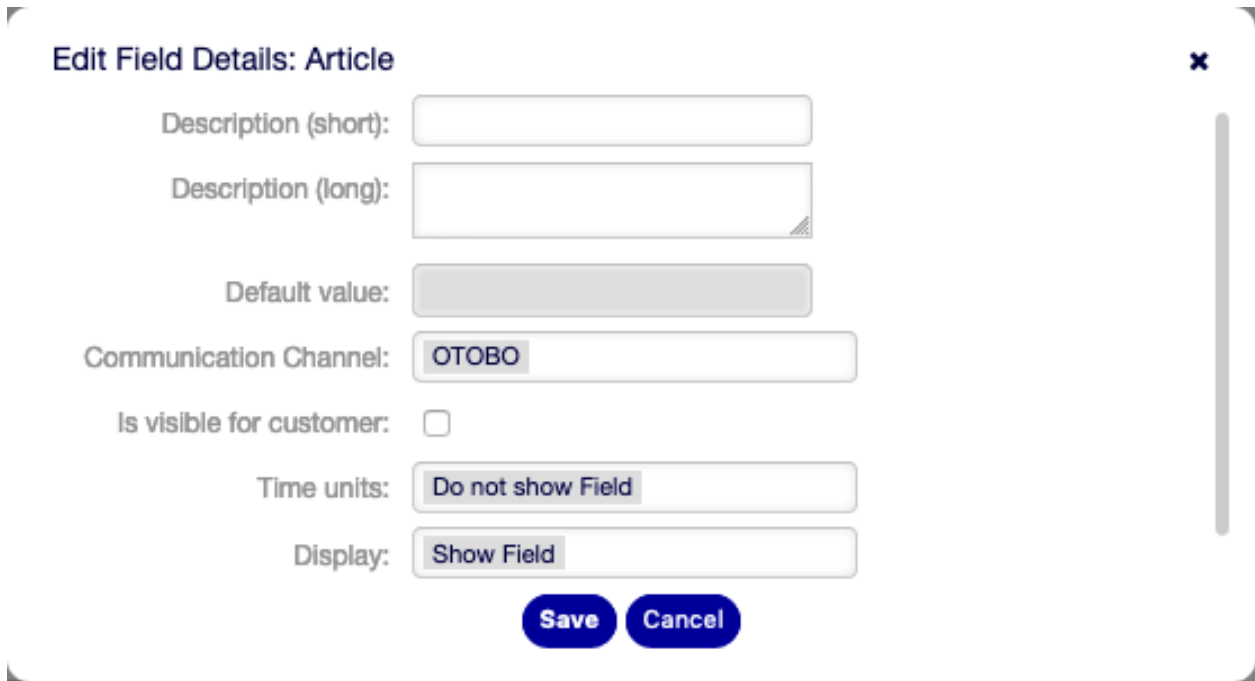 Edit Field Details: Article
Description (short):
Description (long):
Default value:
Communication Channel: OTOBO
Is visible for customer:
Time units: Do not show Field
Display: Show Field
Save Cancel